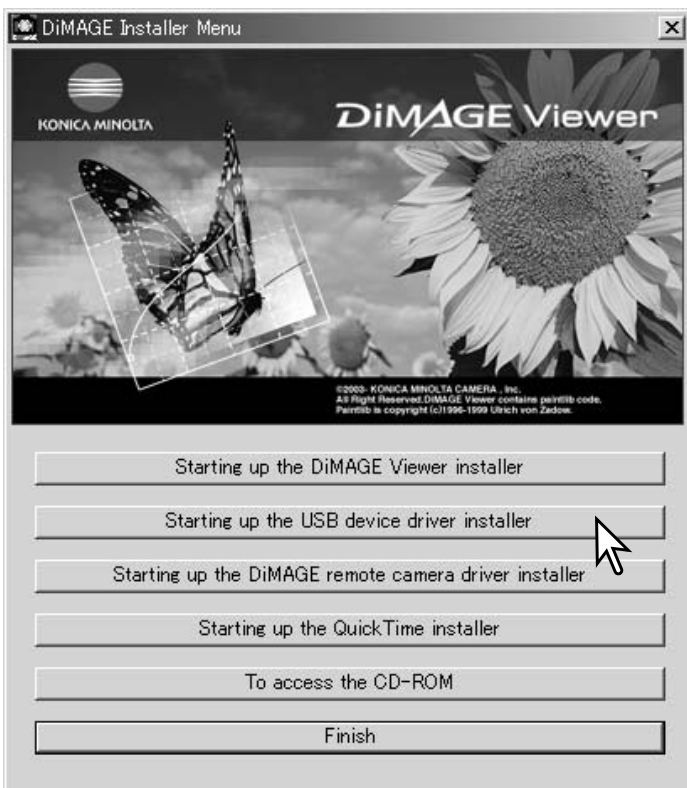 DiMAGE Installer Menu
KONICA MINOLTA
DiMAGE Viewer
©2003- KONICA MINOLTA CAMERA , Inc.
All Right Reserved.DiMAGE Viewer contains paintlib code.
Paintlib is copyright (c)1996-1999 Ulrich von Zadow.
Starting up the DiMAGE Viewer installer
Starting up the USB device driver installer
Starting up the DiMAGE remote camera driver installer
Starting up the QuickTime installer
To access the CD-ROM
Finish